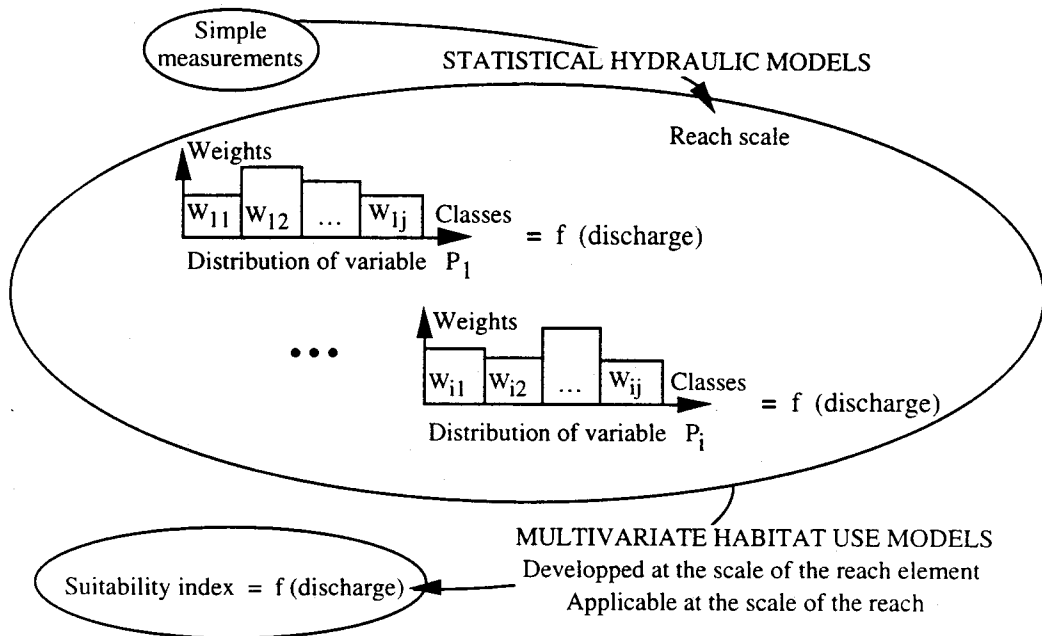 Simple
measurements
STATISTICAL HYDRAULIC MODELS
Reach scale
Weights
W11 W12 ... W1j Classes
= f (discharge)
Distribution of variable P1
•••
Weights
Wi1 Wi2 ... Wij Classes
= f (discharge)
Distribution of variable Pi
MULTIVARIATE HABITAT USE MODELS
Developped at the scale of the reach element
Applicable at the scale of the reach
Suitability index = f (discharge)